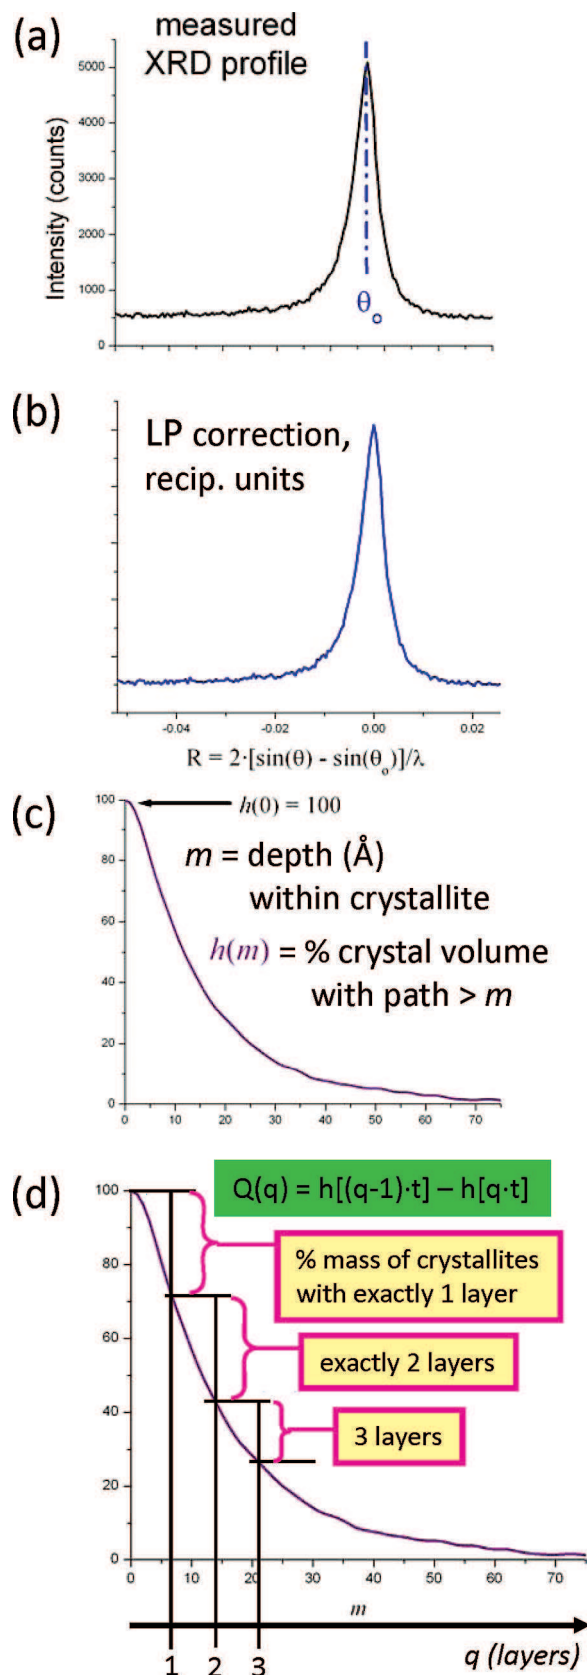 (a)
measured
XRD profile
5000
4000
3000
2000
1000
0
Intensity (counts)
θo
(b)
LP correction,
recip. units
-0.04 -0.02 0.00 0.02
R = 2·[sin(θ) - sin(θo)]/λ
(c)
100
80
60
40
20
0
h(0) = 100
m = depth (Å)
within crystallite
h(m) = % crystal volume
with path > m
0 10 20 30 40 50 60 70
(d)
Q(q) = h[(q-1)·t] – h[q·t]
100
80
60
40
20
0
% mass of crystallites
with exactly 1 layer
exactly 2 layers
3 layers
0 10 20 30 40 50 60 70
m
1 2 3 q (layers)